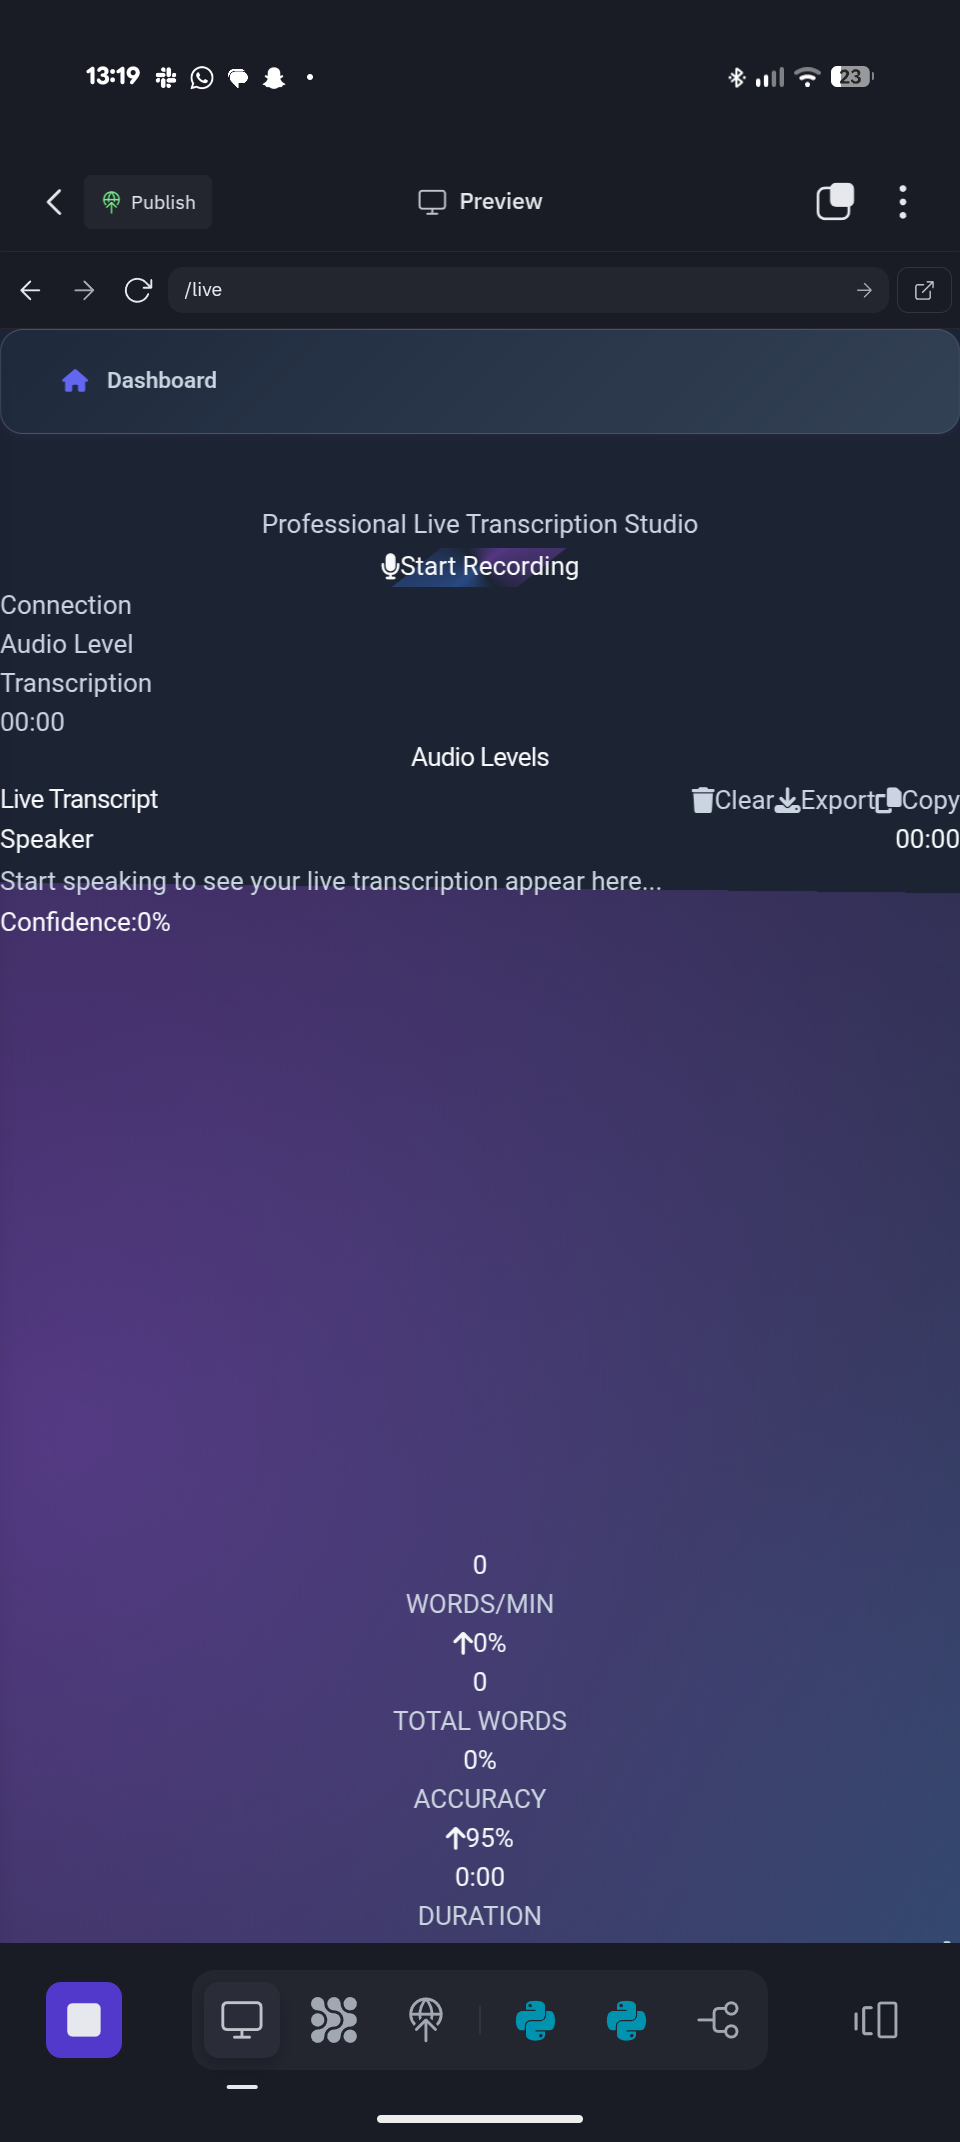 13:19
23
Publish
Preview
/live
Dashboard
Professional Live Transcription Studio
Start Recording
Connection
Audio Level
Transcription
00:00
Audio Levels
Live Transcript Clear Export Copy
Speaker 00:00
Start speaking to see your live transcription appear here...
Confidence:0%
0
WORDS/MIN
0%
0
TOTAL WORDS
0%
ACCURACY
95%
0:00
DURATION